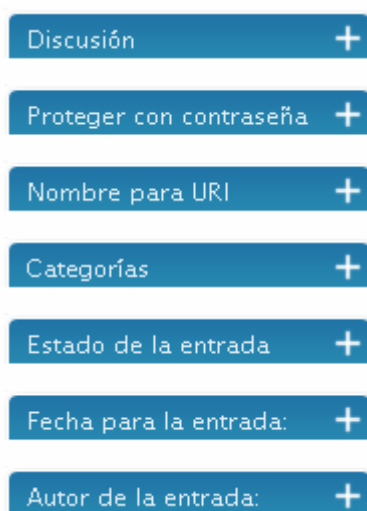 Discusión
Proteger con contraseña
Nombre para URI
Categorías
Estado de la entrada
Fecha para la entrada:
Autor de la entrada: